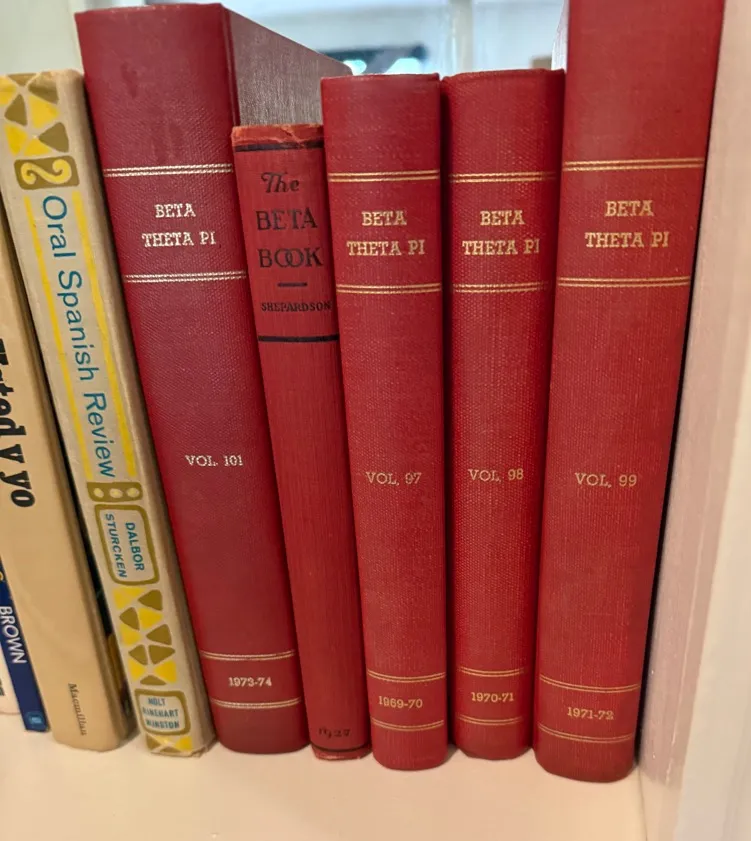 BROWN
y yo
Macmillan
2
Oral Spanish Review
DALBOR
STURCKEN
HOLT
RINEHART
WINSTON
BETA
THETA PI
VOL. 101
1973-74
The
BETA
BOOK
SHEPARDSON
1927
BETA
THETA PI
VOL. 97
1969-70
BETA
THETA PI
VOL. 98
1970-71
BETA
THETA PI
VOL. 99
1971-72